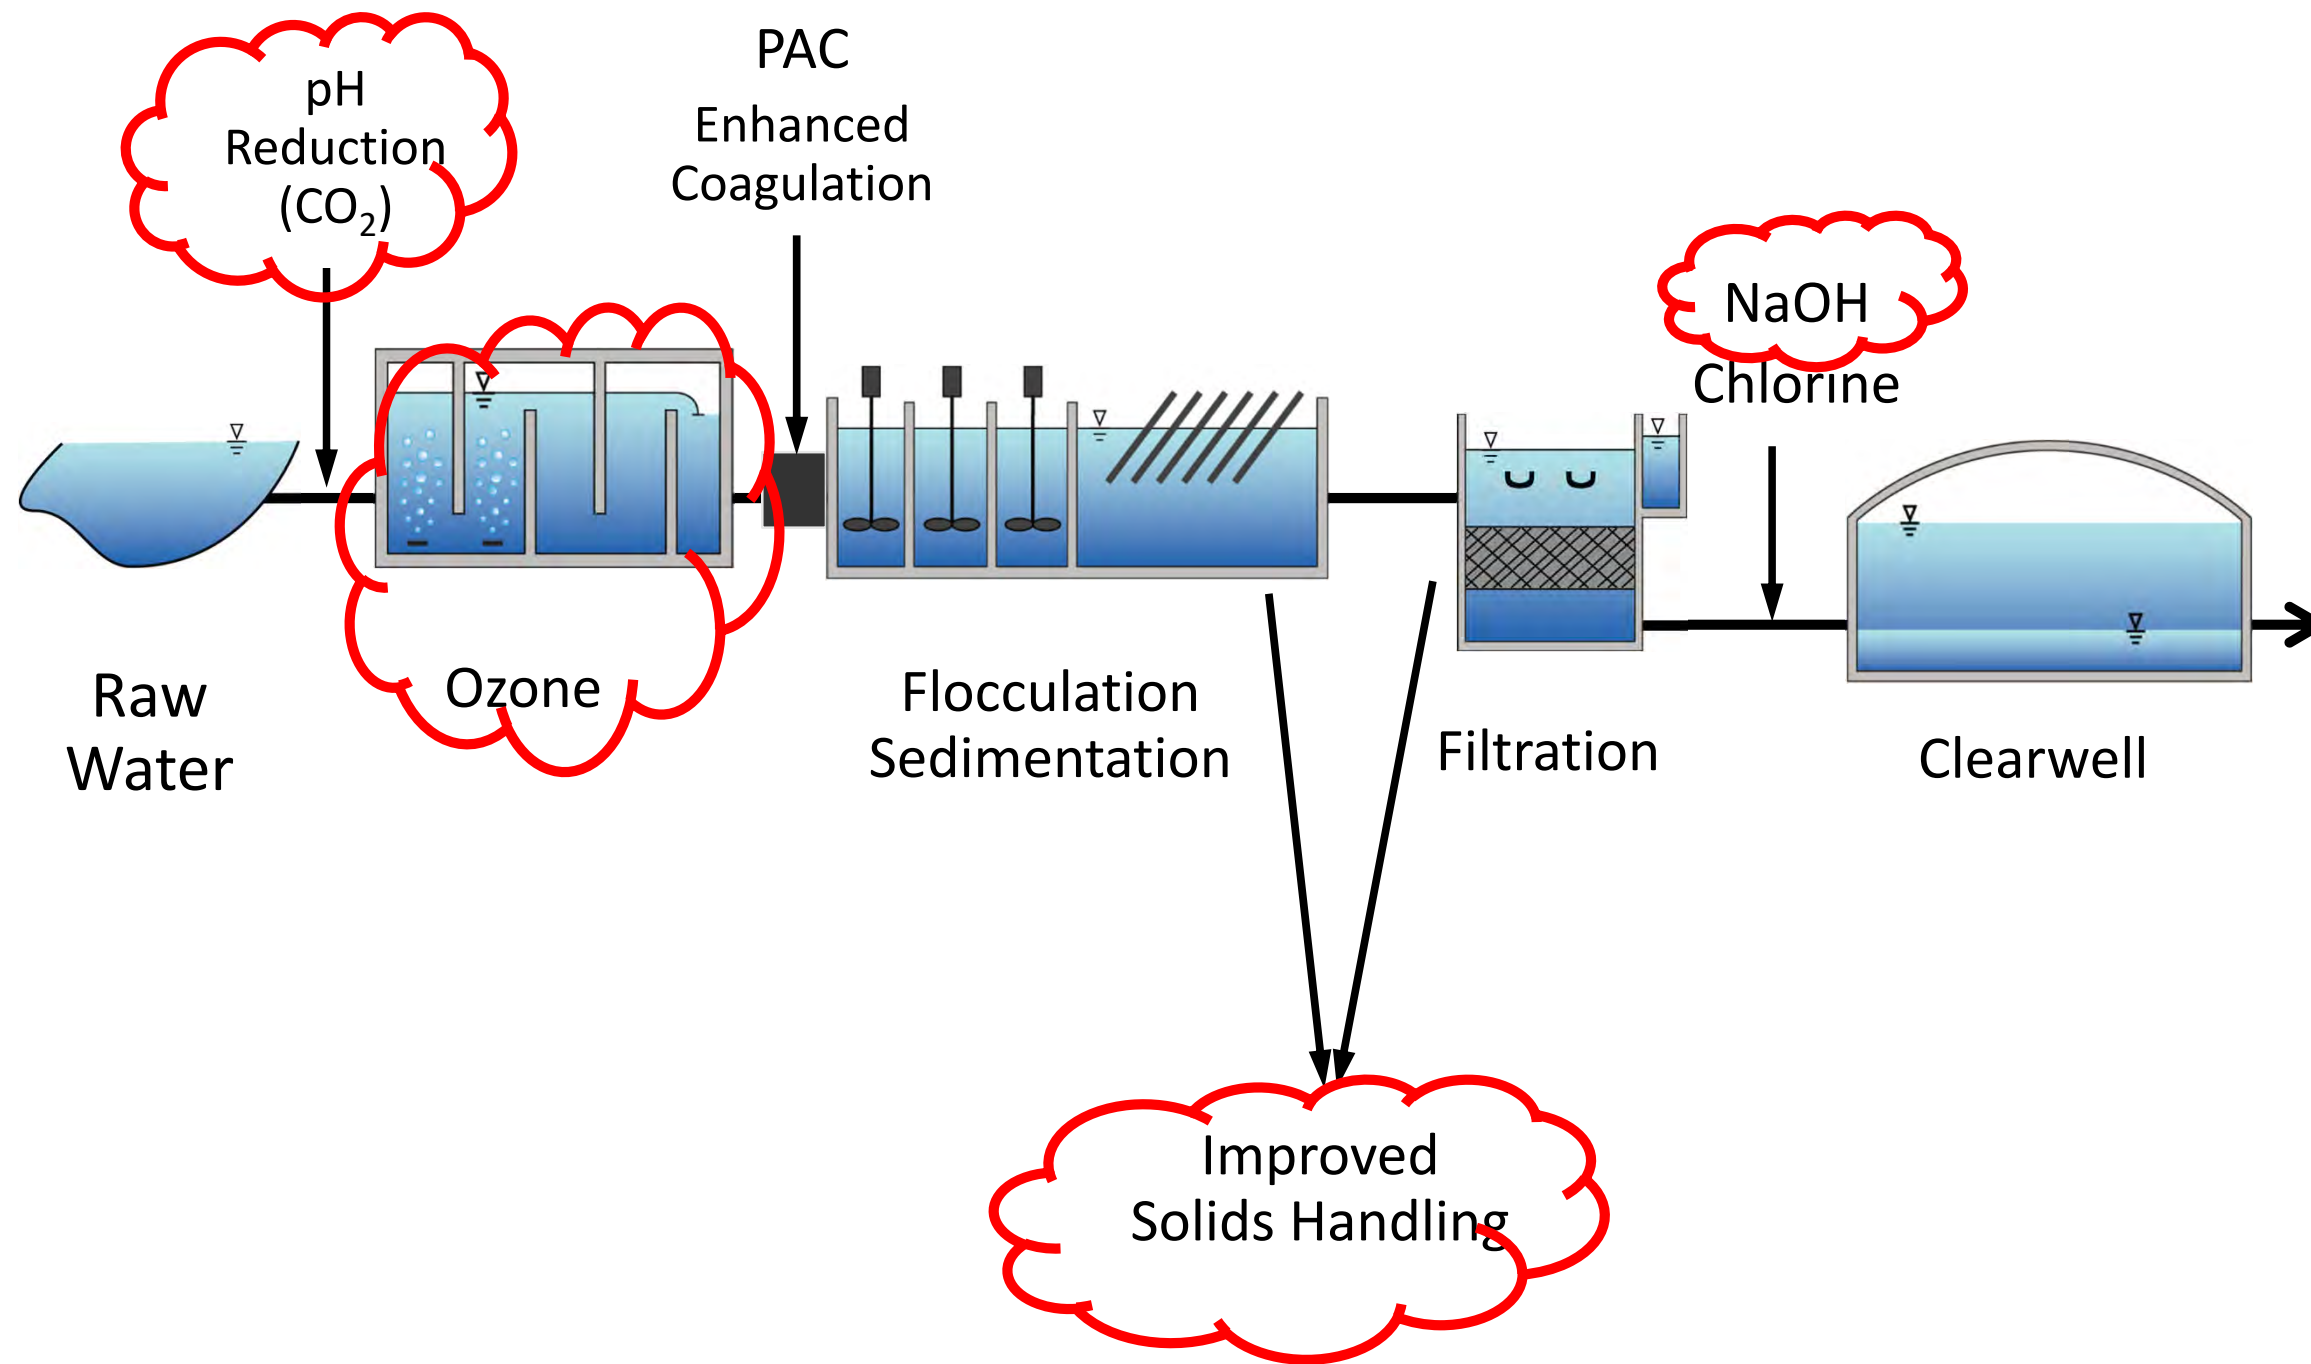 pH
Reduction
(CO₂)
PAC
Enhanced
Coagulation
NaOH
Chlorine
Raw
Water
Ozone
Flocculation
Sedimentation
Filtration
Clearwell
Improved
Solids Handling